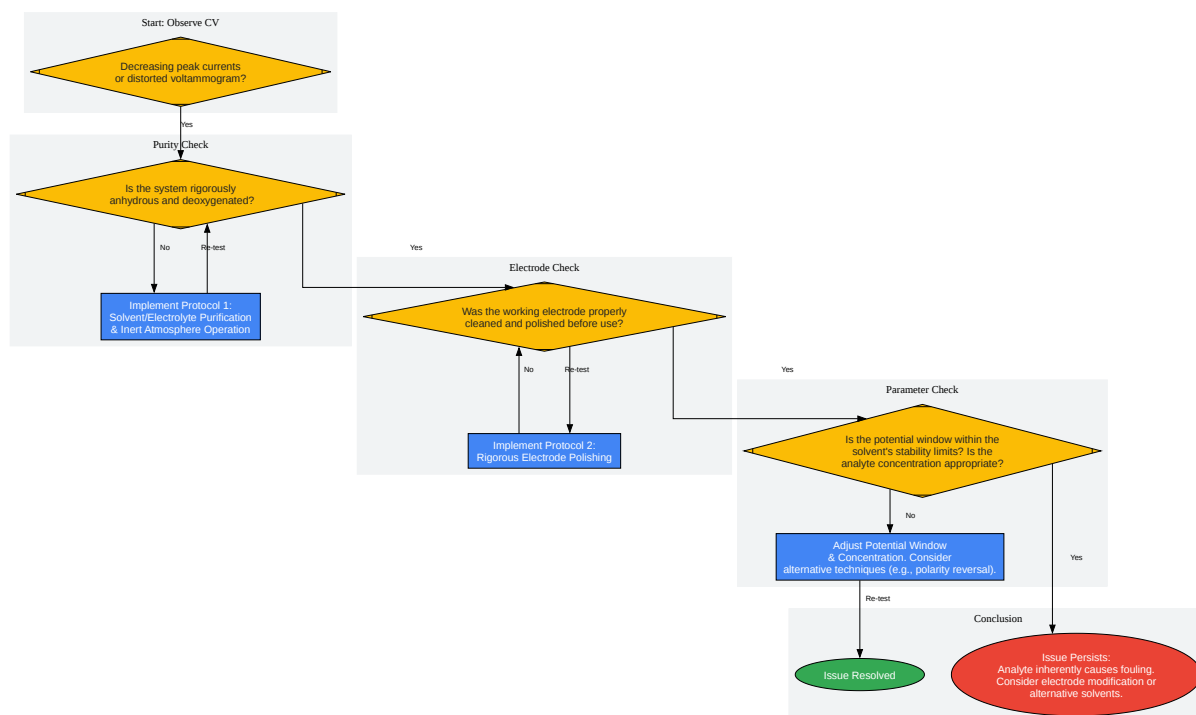 Start: Observe CV
Decreasing peak currents
or distorted voltammogram?
Yes
Purity Check
Is the system rigorously
anhydrous and deoxygenated?
No
Re-test
Yes
Implement Protocol 1:
Solvent/Electrolyte Purification
& Inert Atmosphere Operation
Electrode Check
Was the working electrode properly
cleaned and polished before use?
No
Re-test
Yes
Implement Protocol 2:
Rigorous Electrode Polishing
Parameter Check
Is the potential window within the
solvent's stability limits? Is the
analyte concentration appropriate?
No
Adjust Potential Window
& Concentration. Consider
alternative techniques (e.g., polarity reversal).
Yes
Re-test
Conclusion
Issue Resolved
Issue Persists:
Analyte inherently causes fouling.
Consider electrode modification or
alternative solvents.